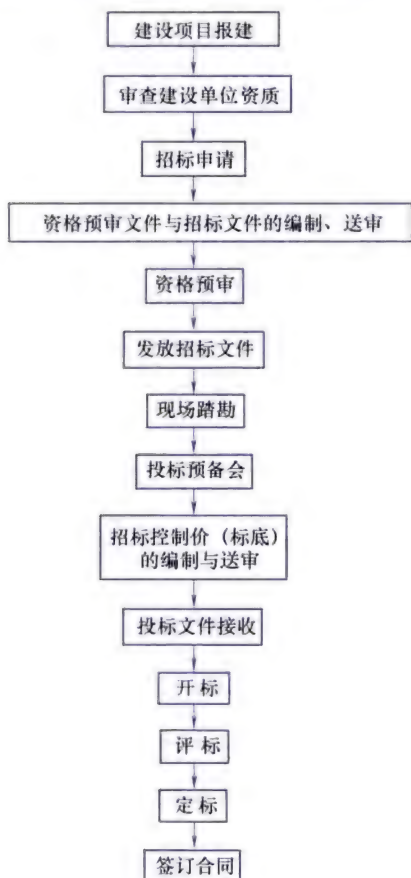 建设项目报建
审查建设单位资质
招标申请
资格预审文件与招标文件的编制、送审
资格预审
发放招标文件
现场踏勘
投标预备会
招标控制价（标底）
的编制与送审
投标文件接收
开标
评标
定标
签订合同